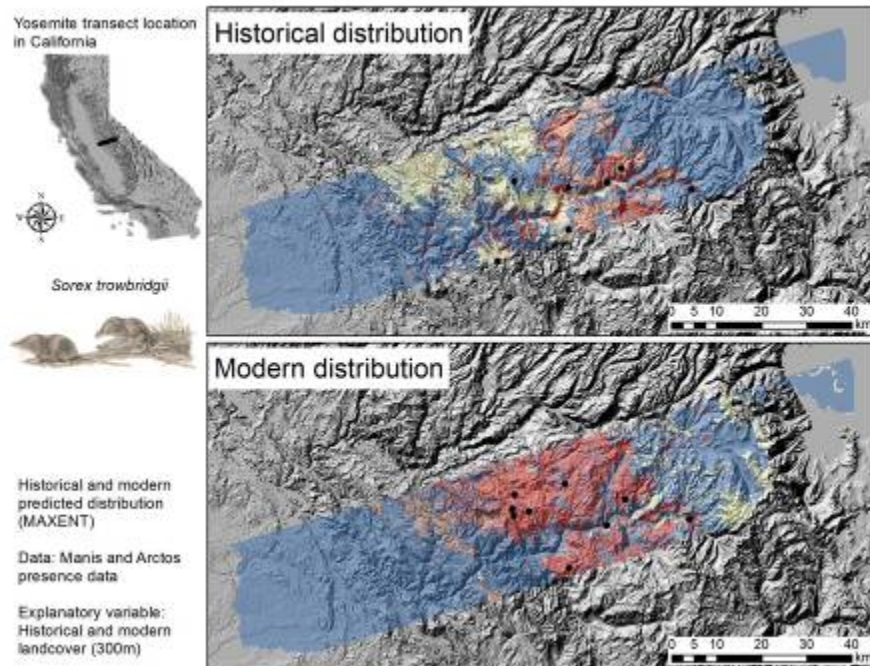 Yosemite transect location
in California
N
W
E
S
Sorex trowbridgii
Historical and modern
predicted distribution
(MAXENT)
Data: Manis and Arctos
presence data
Explanatory variable:
Historical and modern
landcover (300m)
Historical distribution
0 5 10 20 30 40
km
Modern distribution
0 5 10 20 30 40
km